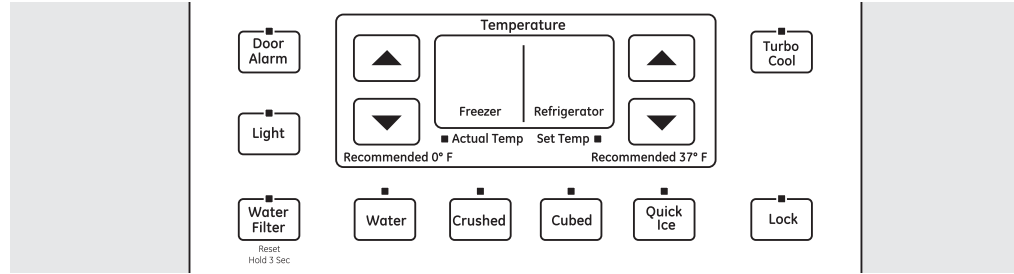 Temperature
Door
Alarm
Turbo
Cool
Freezer
Refrigerator
Light
Actual Temp
Set Temp
Recommended 0° F
Recommended 37° F
Water
Filter
Water
Crushed
Cubed
Quick
Ice
Lock
Reset
Hold 3 Sec